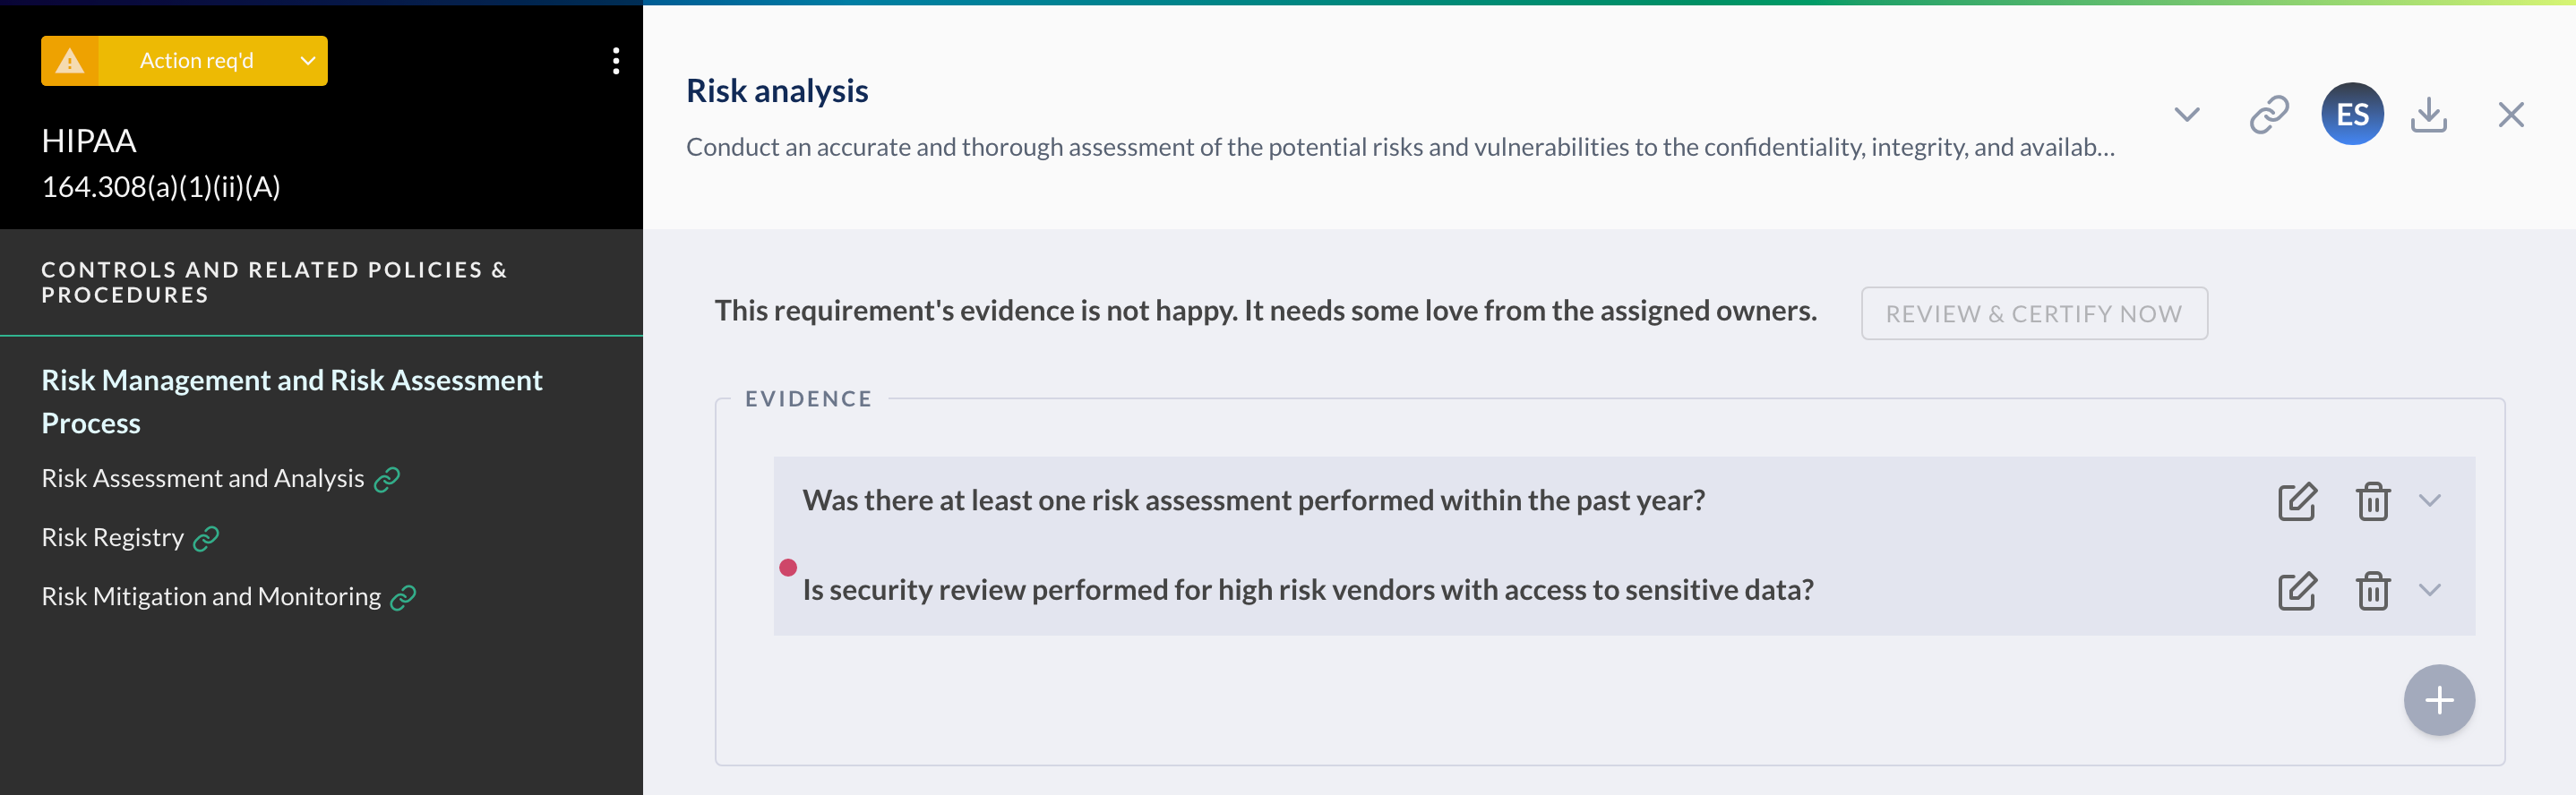 Action req'd
HIPAA
164.308(a)(1)(ii)(A)
CONTROLS AND RELATED POLICIES &
PROCEDURES
Risk Management and Risk Assessment
Process
Risk Assessment and Analysis
Risk Registry
Risk Mitigation and Monitoring
Risk analysis
Conduct an accurate and thorough assessment of the potential risks and vulnerabilities to the confidentiality, integrity, and availab...
ES
This requirement's evidence is not happy. It needs some love from the assigned owners.
REVIEW & CERTIFY NOW
EVIDENCE
Was there at least one risk assessment performed within the past year?
Is security review performed for high risk vendors with access to sensitive data?